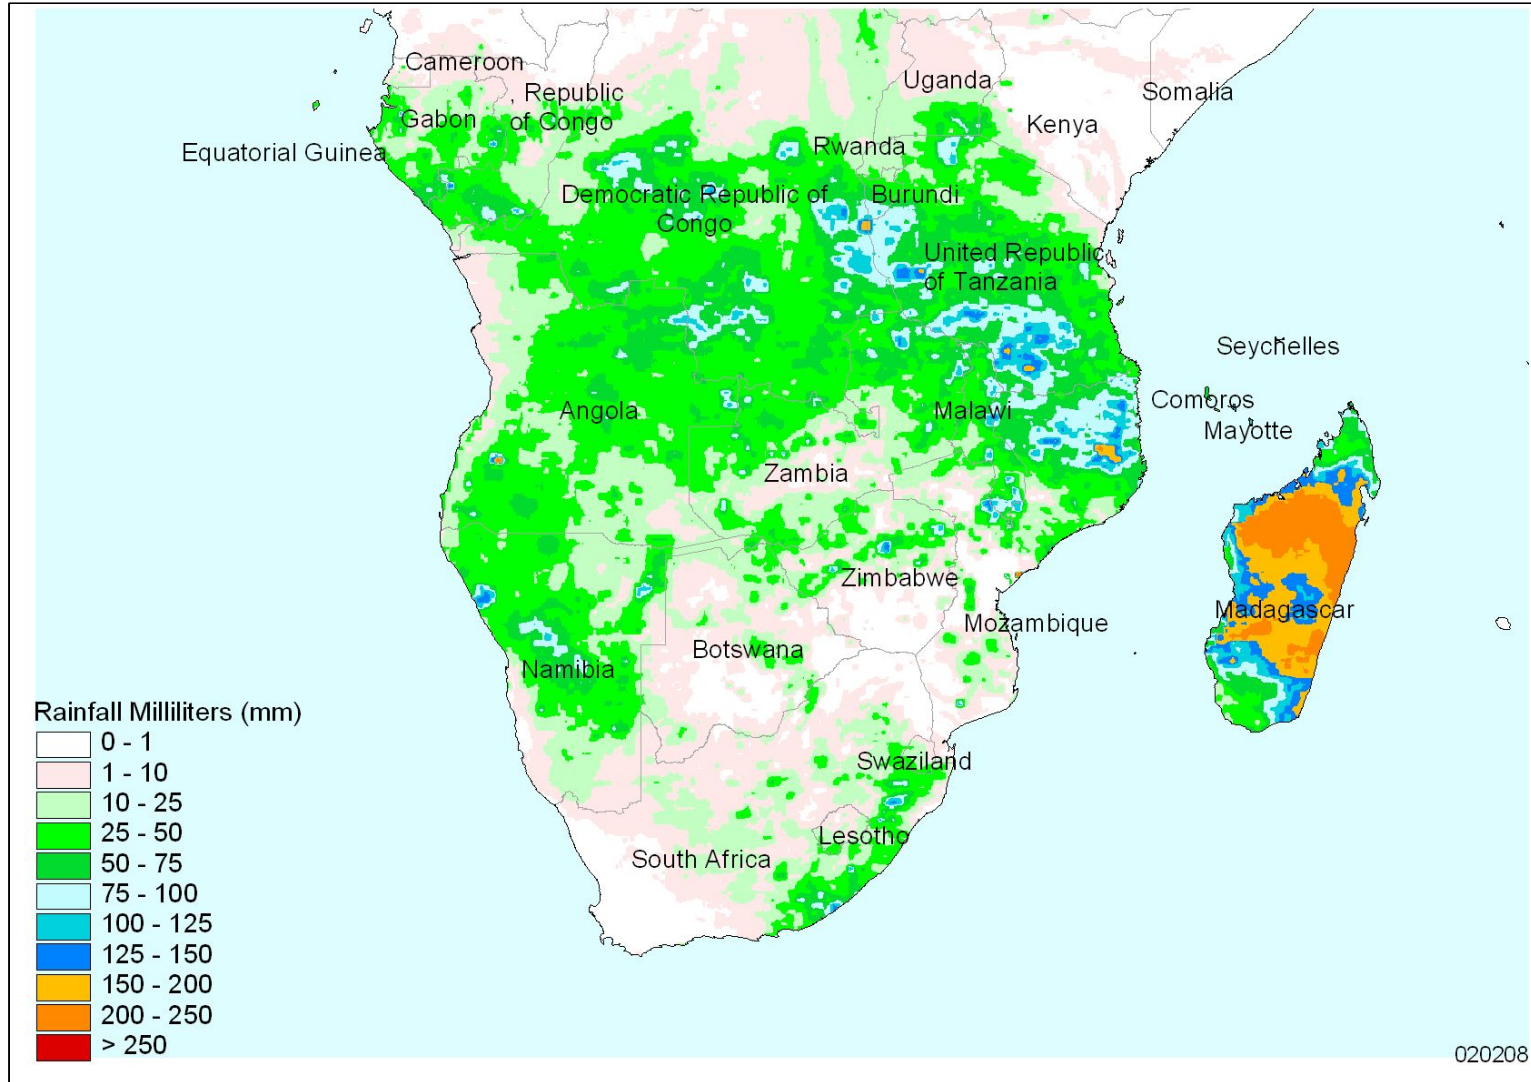 Cameroon
Uganda
Somalia
, Republic
of Congo
Gabon
Kenya
Equatorial Guinea
Rwanda
Democratic Republic of
Congo
Burundi
United Republic
of Tanzania
Seychelles
Comoros
Mayotte
Angola
Malawi
Zambia
Zimbabwe
Mozambique
Madagascar
Botswana
Namibia
Swaziland
Lesotho
South Africa
Rainfall Milliliters (mm)
0 - 1
1 - 10
10 - 25
25 - 50
50 - 75
75 - 100
100 - 125
125 - 150
150 - 200
200 - 250
> 250
020208